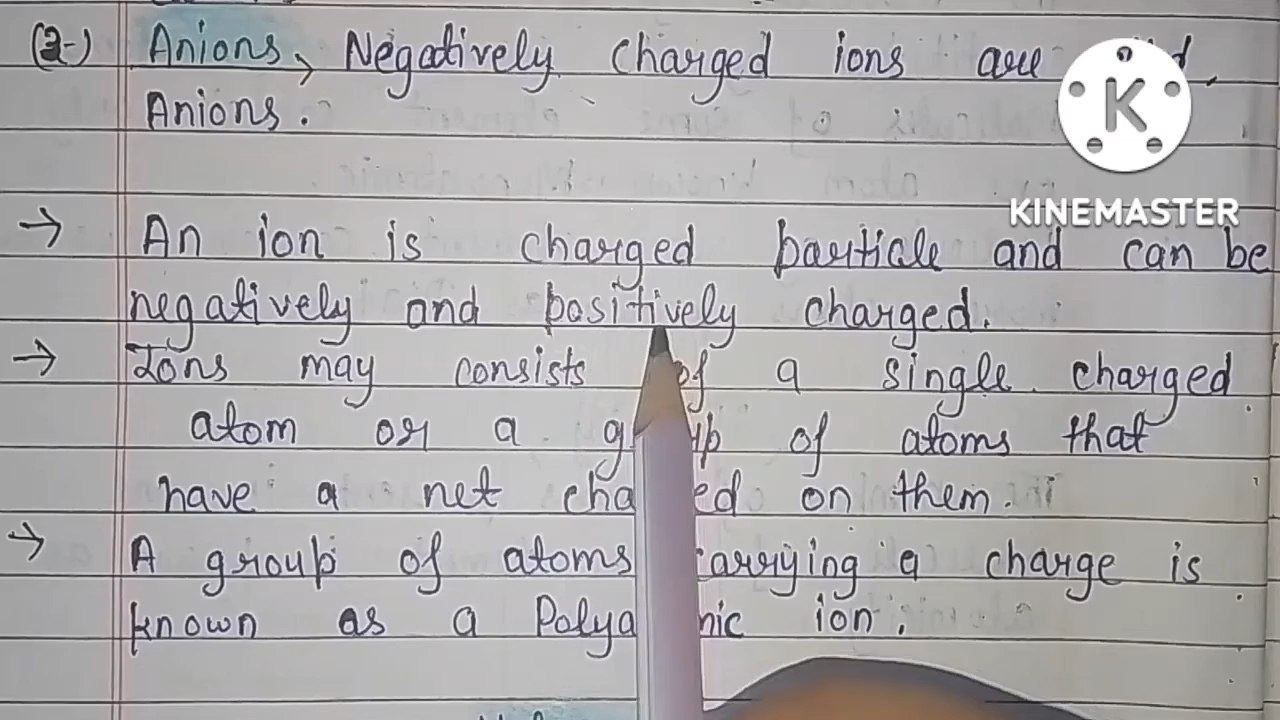 (2-) Anions, Negatively charged ions are
Anions.
KINEMASTER
→ An ion is charged particle and can be
negatively and positively charged.
→ Ions may consists of a single charged
atom or a of atoms that
have a net on them.
→ A group of atoms carrying a charge is
known as a ion.